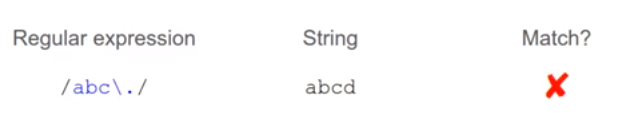 Regular expression String Match?
/abc\./ abcd ✘